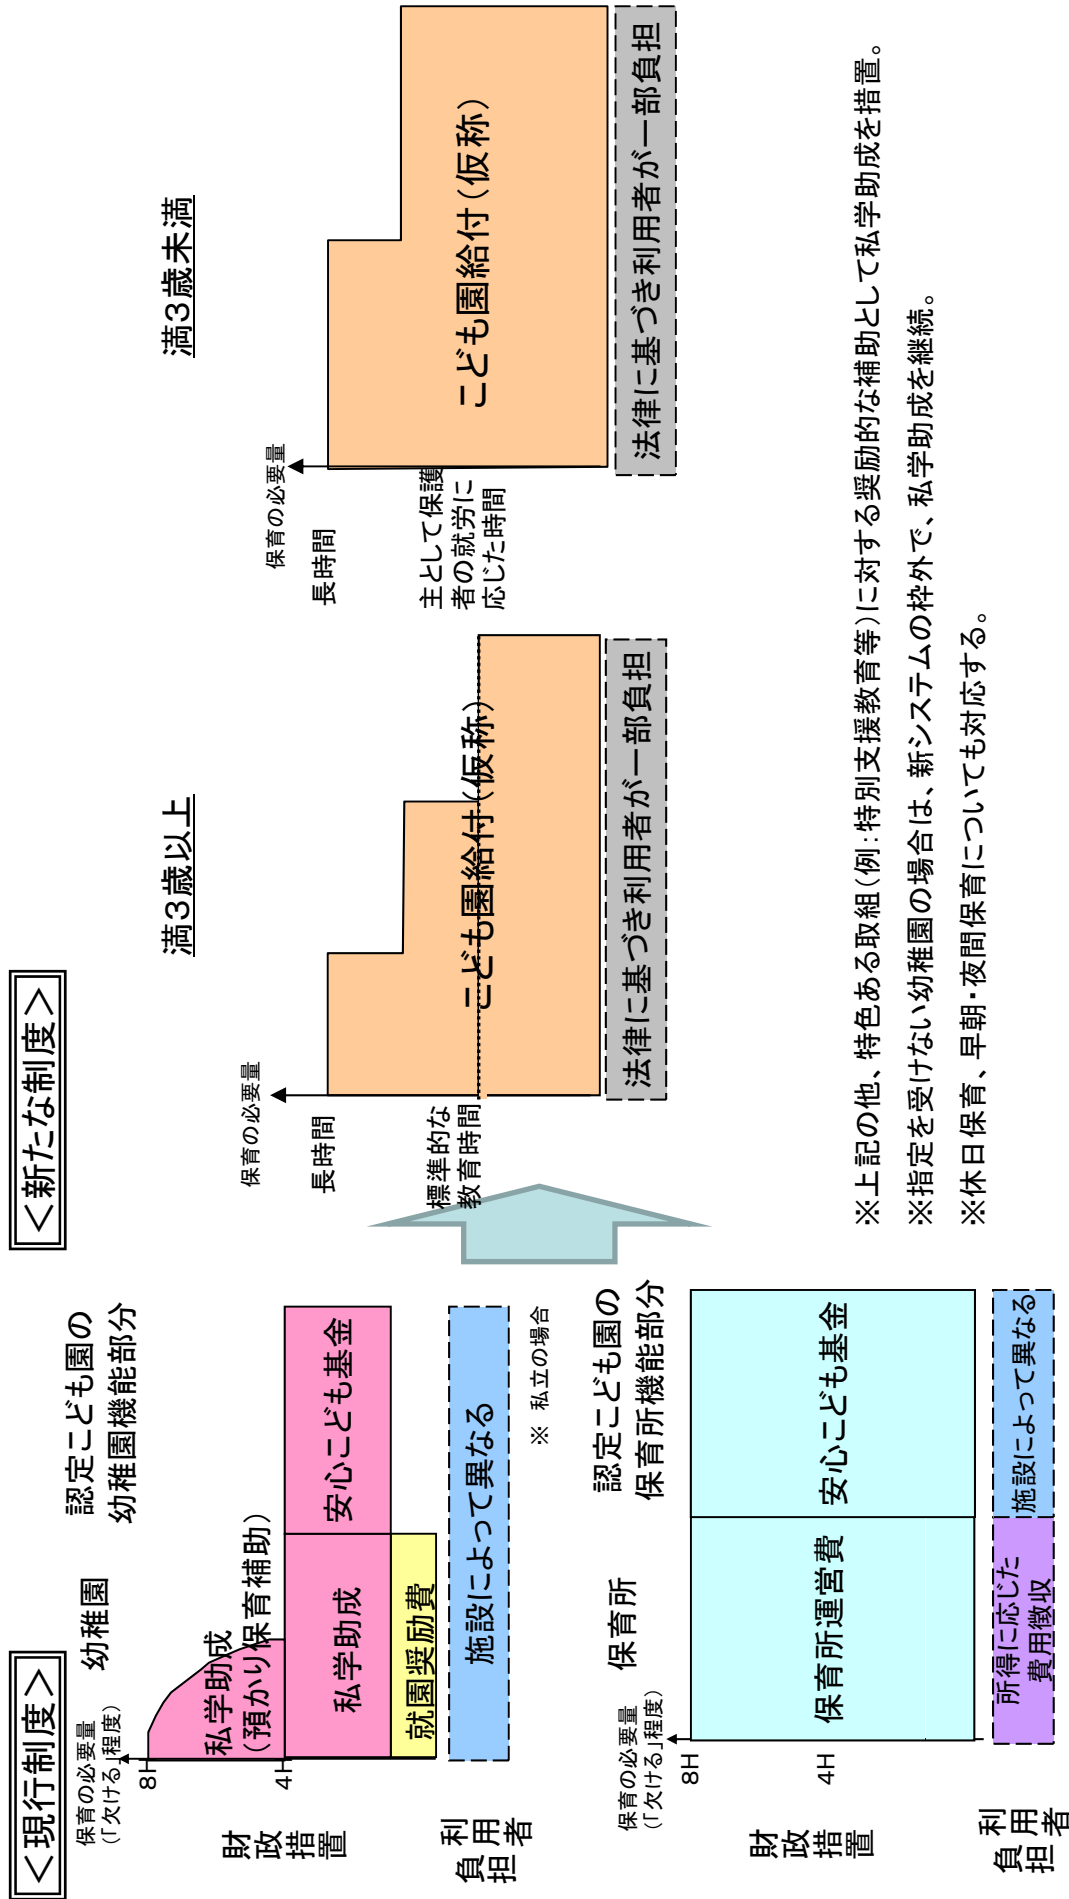 ＜現行制度＞
保育の必要量
(「欠ける」程度)
幼稚園
認定こども園の
幼稚園機能部分
8H
4H
財政
措置
私学助成
(預かり保育補助)
私学助成
安心こども基金
就園奨励費
利用者
負担
施設によって異なる
※ 私立の場合
保育の必要量
(「欠ける」程度)
保育所
認定こども園の
保育所機能部分
8H
4H
財政
措置
保育所運営費
安心こども基金
利用者
負担
所得に応じた
費用徴収
施設によって異なる
＜新たな制度＞
満3歳以上
保育の必要量
長時間
標準的な
教育時間
こども園給付(仮称)
法律に基づき利用者が一部負担
満3歳未満
保育の必要量
長時間
主として保護
者の就労に
応じた時間
こども園給付(仮称)
法律に基づき利用者が一部負担
※上記の他、特色ある取組(例:特別支援教育等)に対する奨励的な補助として私学助成を措置。
※指定を受けない幼稚園の場合は、新システムの枠外で、私学助成を継続。
※休日保育、早朝・夜間保育についても対応する。